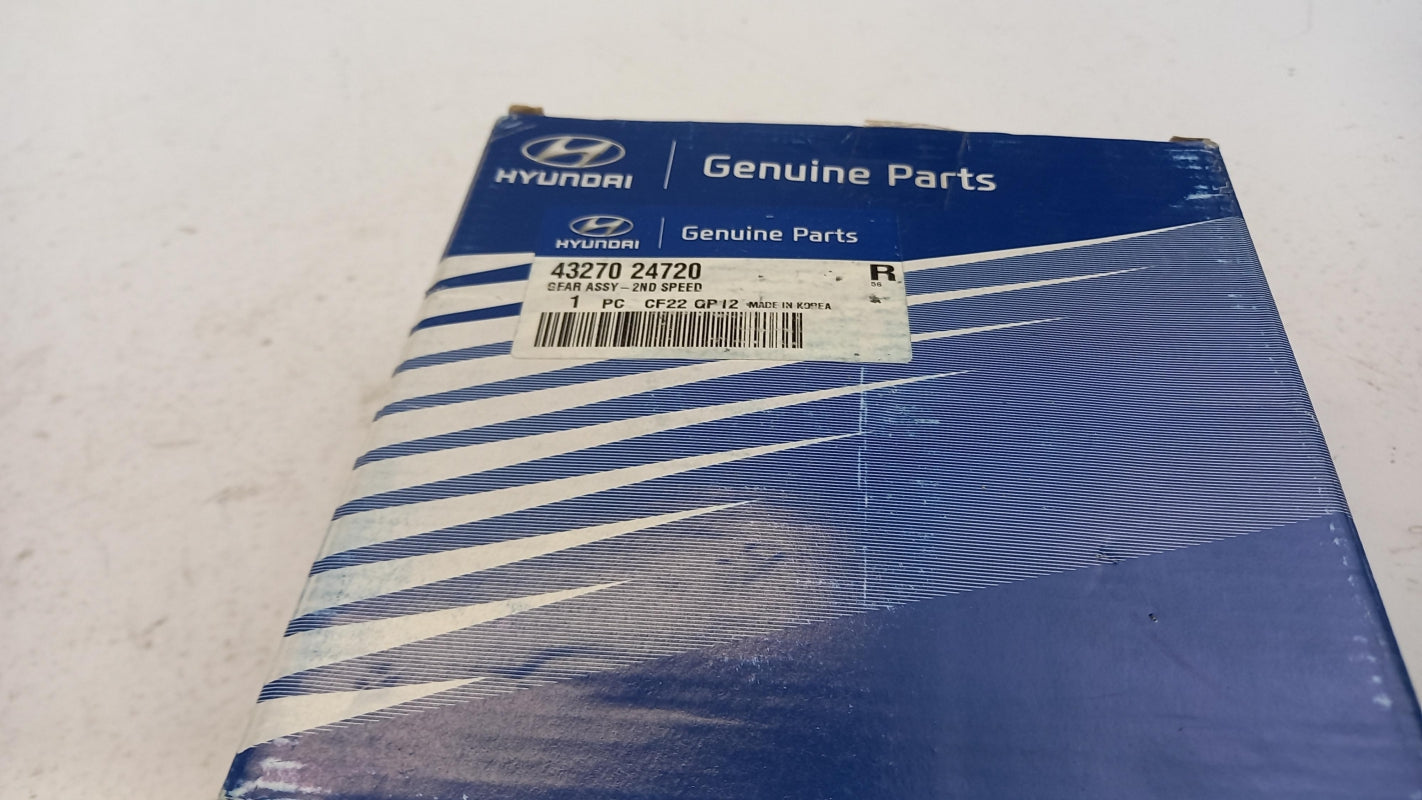 HYUNDAI | Genuine Parts
HYUNDAI | Genuine Parts
43270 24720 R
GEAR ASSY-2ND SPEED
1 PC CF22 GP12 MADE IN KOREA